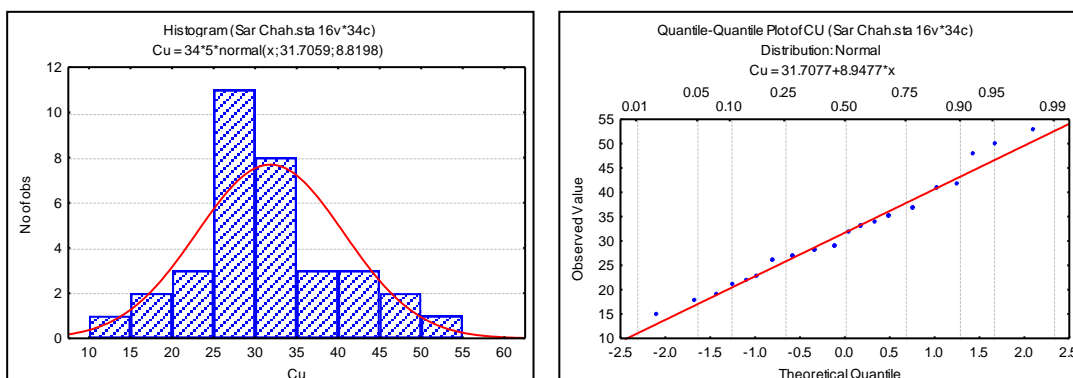 Histogram (Sar Chah.sta 16v*34c)
Cu = 34*5*normal(x; 31.7059; 8.8198)
12
10
8
6
4
2
0
No of obs
10 15 20 25 30 35 40 45 50 55 60
Cu
Quantile-Quantile Plot of CU (Sar Chah.sta 16v*34c)
Distribution: Normal
Cu = 31.7077+8.9477*x
0.01 0.05 0.10 0.25 0.50 0.75 0.90 0.95 0.99
55
50
45
40
35
30
25
20
15
10
Observed Value
-2.5 -2.0 -1.5 -1.0 -0.5 0.0 0.5 1.0 1.5 2.0 2.5
Theoretical Quantile